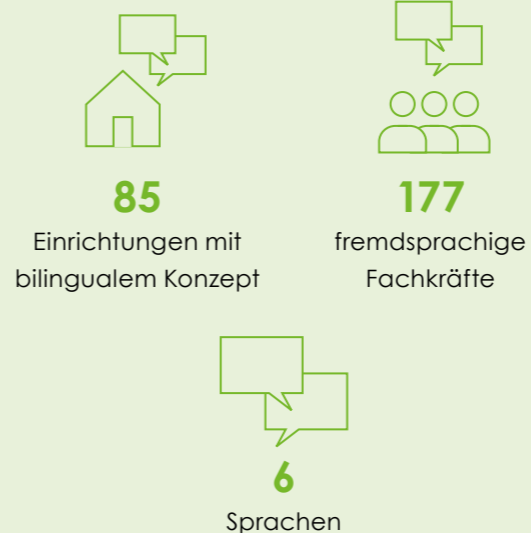 85
Einrichtungen mit
bilingualem Konzept
177
fremdsprachige
Fachkräfte
6
Sprachen